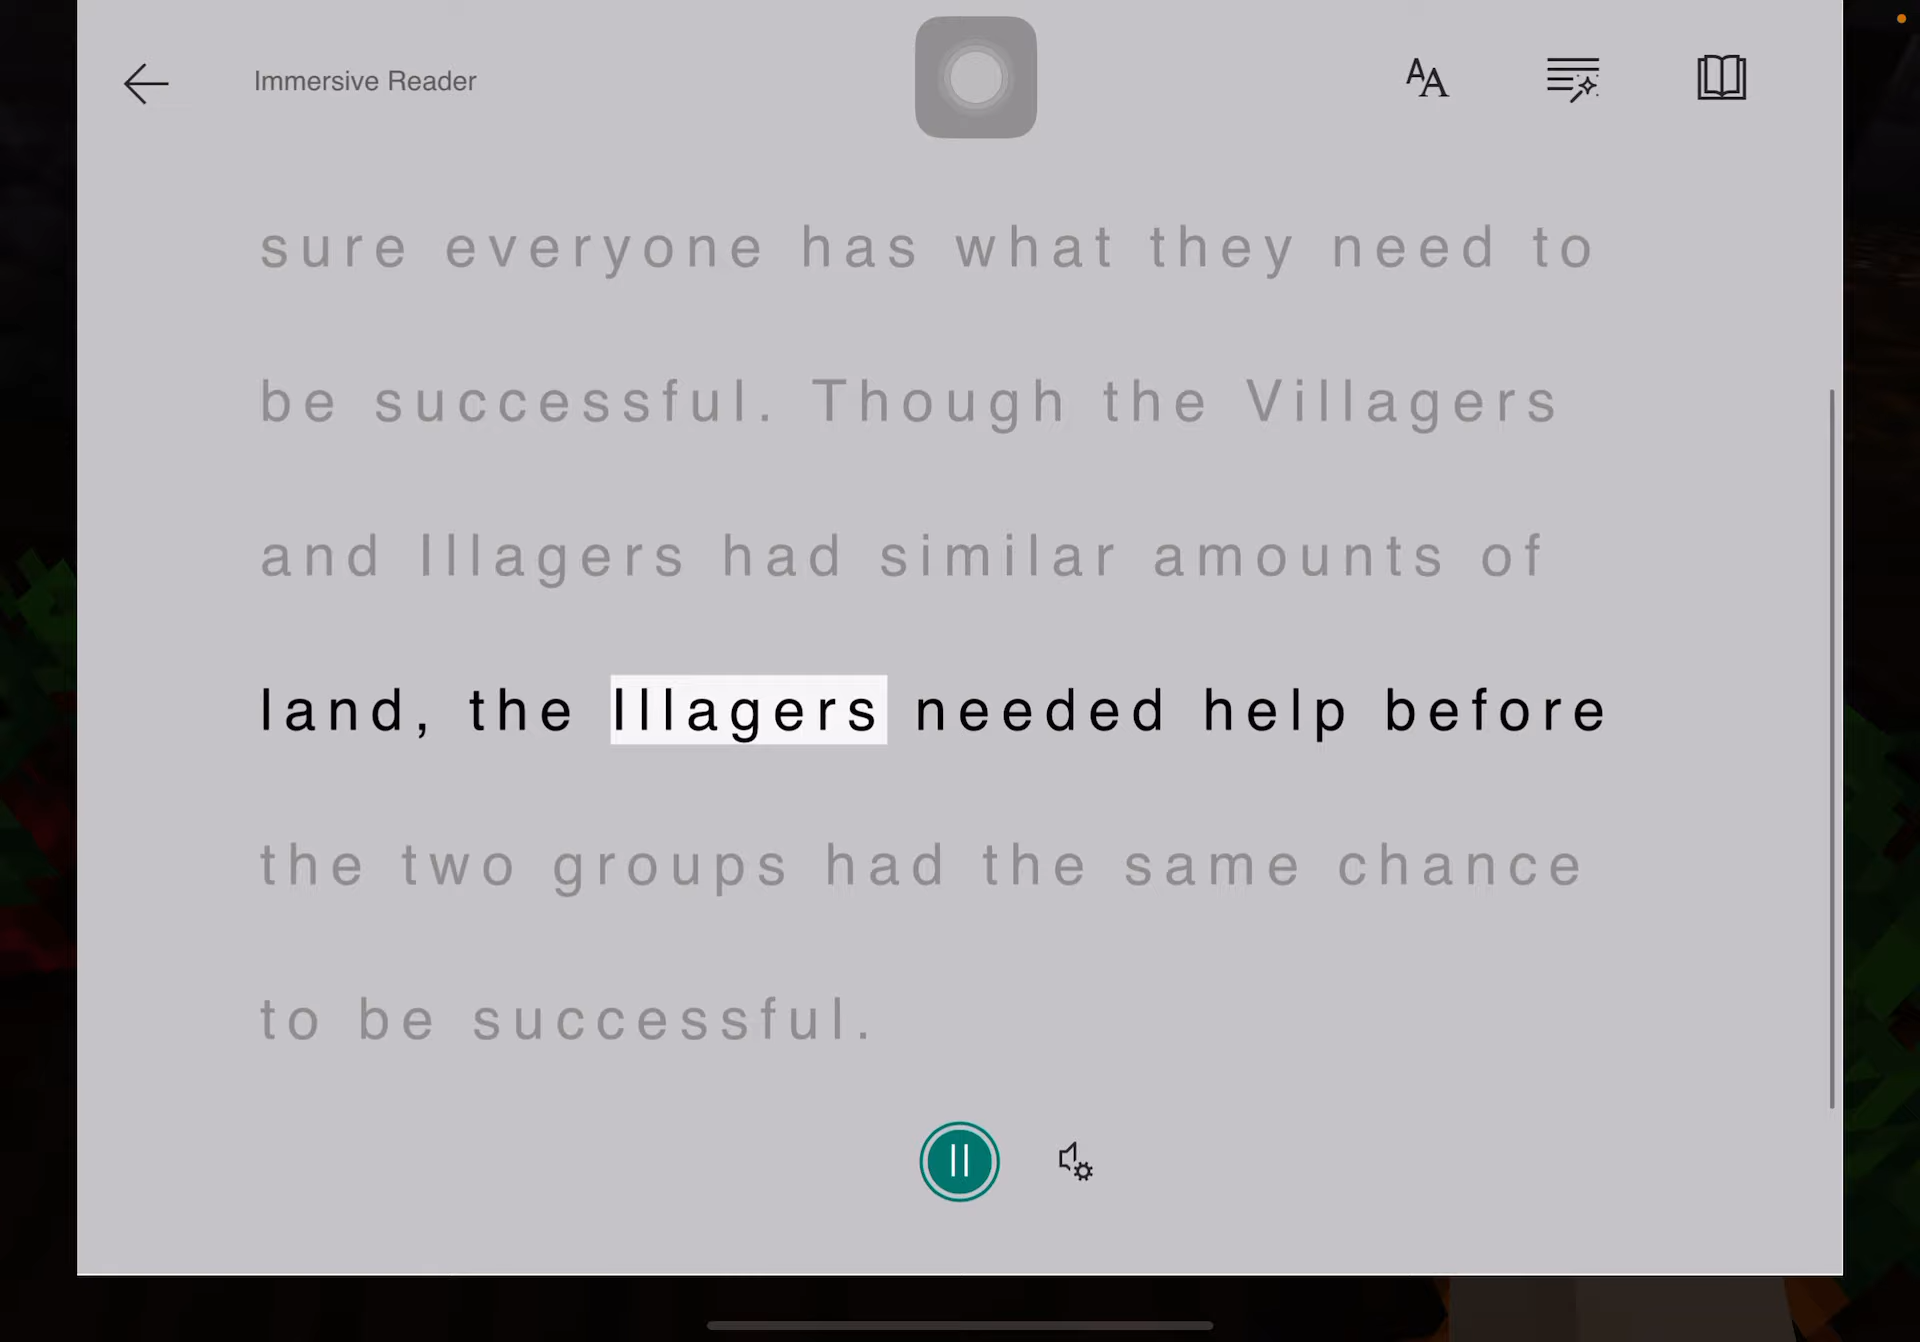 Immersive Reader
sure everyone has what they need to
be successful. Though the Villagers
and Illagers had similar amounts of
land, the Illagers needed help before
the two groups had the same chance
to be successful.